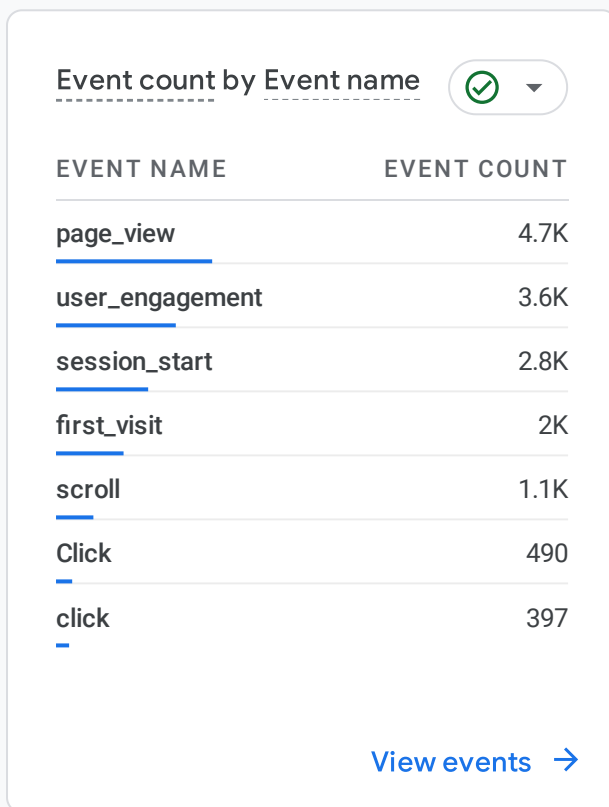 Event count by Event name
EVENT NAME EVENT COUNT
page_view 4.7K
user_engagement 3.6K
session_start 2.8K
first_visit 2K
scroll 1.1K
Click 490
click 397
View events